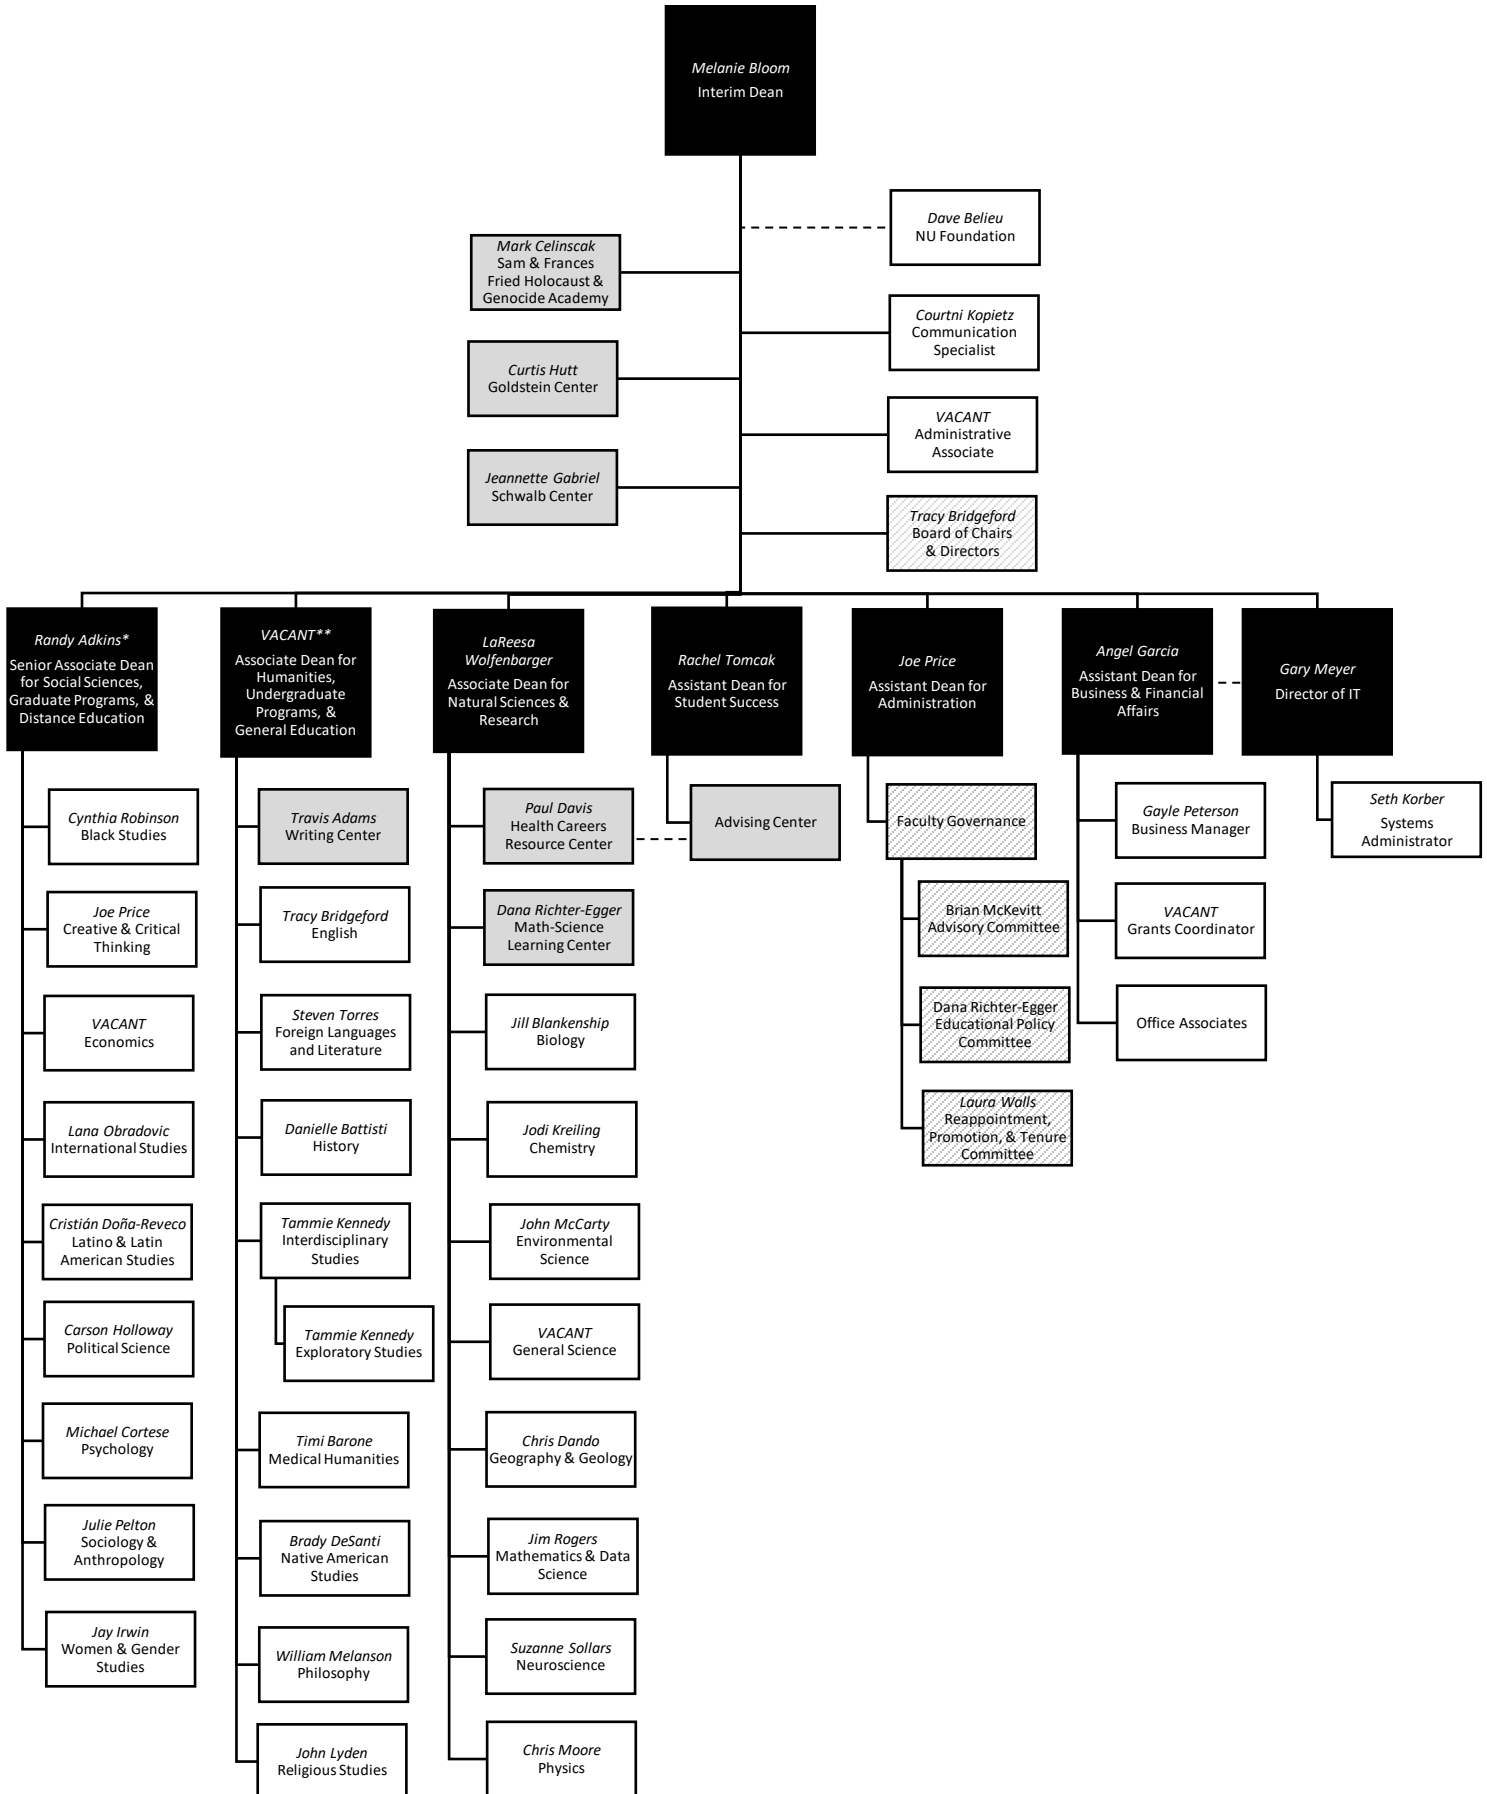 Melanie Bloom
Interim Dean
Dave Belieu
NU Foundation
Mark Celinscak
Sam & Frances
Fried Holocaust &
Genocide Academy
Courtni Kopietz
Communication
Specialist
Curtis Hutt
Goldstein Center
VACANT
Administrative
Associate
Jeannette Gabriel
Schwalb Center
Tracy Bridgeford
Board of Chairs
& Directors
Randy Adkins*
Senior Associate Dean
for Social Sciences,
Graduate Programs, &
Distance Education
VACANT**
Associate Dean for
Humanities,
Undergraduate
Programs, &
General Education
LaReesa
Wolfenbarger
Associate Dean for
Natural Sciences &
Research
Rachel Tomcak
Assistant Dean for
Student Success
Joe Price
Assistant Dean for
Administration
Angel Garcia
Assistant Dean for
Business & Financial
Affairs
Gary Meyer
Director of IT
Cynthia Robinson
Black Studies
Joe Price
Creative & Critical
Thinking
VACANT
Economics
Lana Obradovic
International Studies
Cristián Doña-Reveco
Latino & Latin
American Studies
Carson Holloway
Political Science
Michael Cortese
Psychology
Julie Pelton
Sociology &
Anthropology
Jay Irwin
Women & Gender
Studies
Travis Adams
Writing Center
Tracy Bridgeford
English
Steven Torres
Foreign Languages
and Literature
Danielle Battisti
History
Tammie Kennedy
Interdisciplinary
Studies
Tammie Kennedy
Exploratory Studies
Timi Barone
Medical Humanities
Brady DeSanti
Native American
Studies
William Melanson
Philosophy
John Lyden
Religious Studies
Paul Davis
Health Careers
Resource Center
Dana Richter-Egger
Math-Science
Learning Center
Jill Blankenship
Biology
Jodi Kreiling
Chemistry
John McCarty
Environmental
Science
VACANT
General Science
Chris Dando
Geography & Geology
Jim Rogers
Mathematics & Data
Science
Suzanne Sollars
Neuroscience
Chris Moore
Physics
Advising Center
Faculty Governance
Brian McKevitt
Advisory Committee
Dana Richter-Egger
Educational Policy
Committee
Laura Walls
Reappointment,
Promotion, & Tenure
Committee
Gayle Peterson
Business Manager
VACANT
Grants Coordinator
Office Associates
Seth Korber
Systems
Administrator